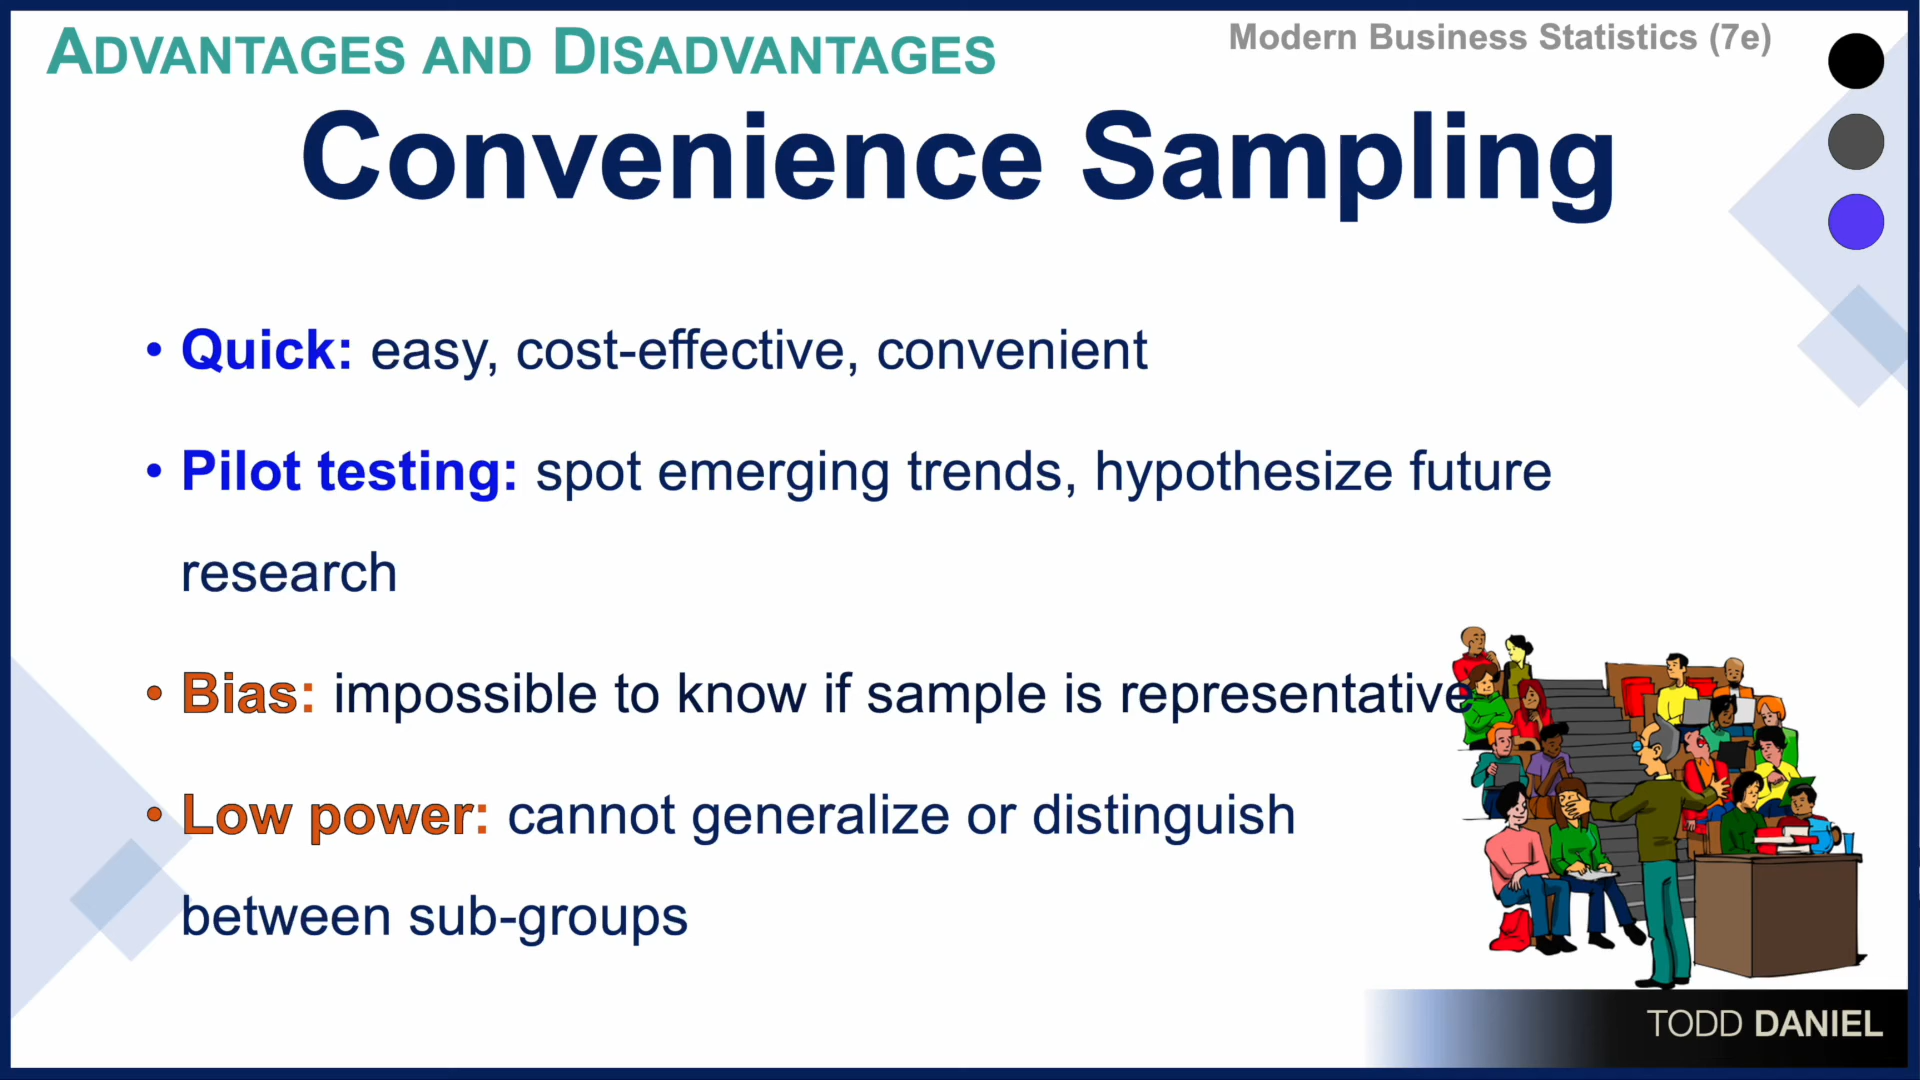 ADVANTAGES AND DISADVANTAGES
Modern Business Statistics (7e)
Convenience Sampling
• Quick: easy, cost-effective, convenient
• Pilot testing: spot emerging trends, hypothesize future
research
• Bias: impossible to know if sample is representative
• Low power: cannot generalize or distinguish
between sub-groups
TODD DANIEL